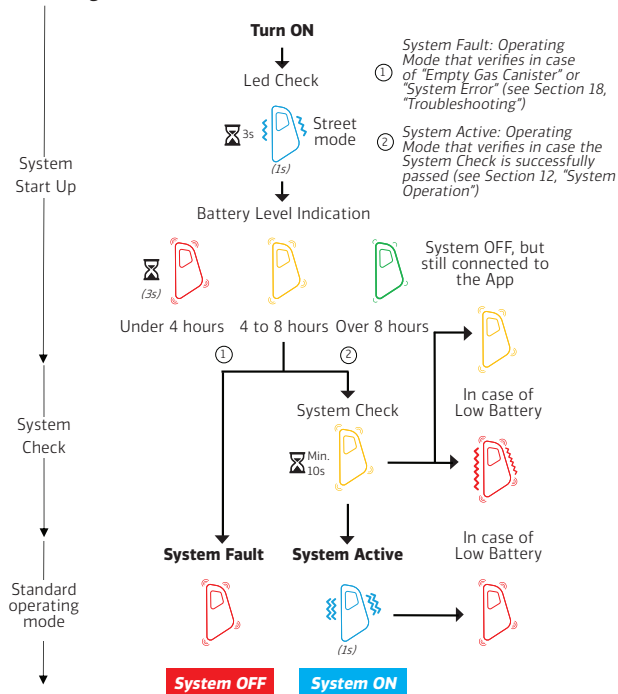 Turn ON
Led Check
3s
Street
mode
(1s)
1
System Fault: Operating
Mode that verifies in case
of “Empty Gas Canister” or
“System Error” (see Section 18,
“Troubleshooting”)
2
System Active: Operating
Mode that verifies in case the
System Check is successfully
passed (see Section 12, “System
Operation”)
System
Start Up
Battery Level Indication
(3s)
System OFF, but
still connected to
the App
Under 4 hours
4 to 8 hours
Over 8 hours
1
2
System
Check
System Check
Min.
10s
In case of
Low Battery
System Fault
System Active
In case of
Low Battery
Standard
operating
mode
(1s)
System OFF
System ON